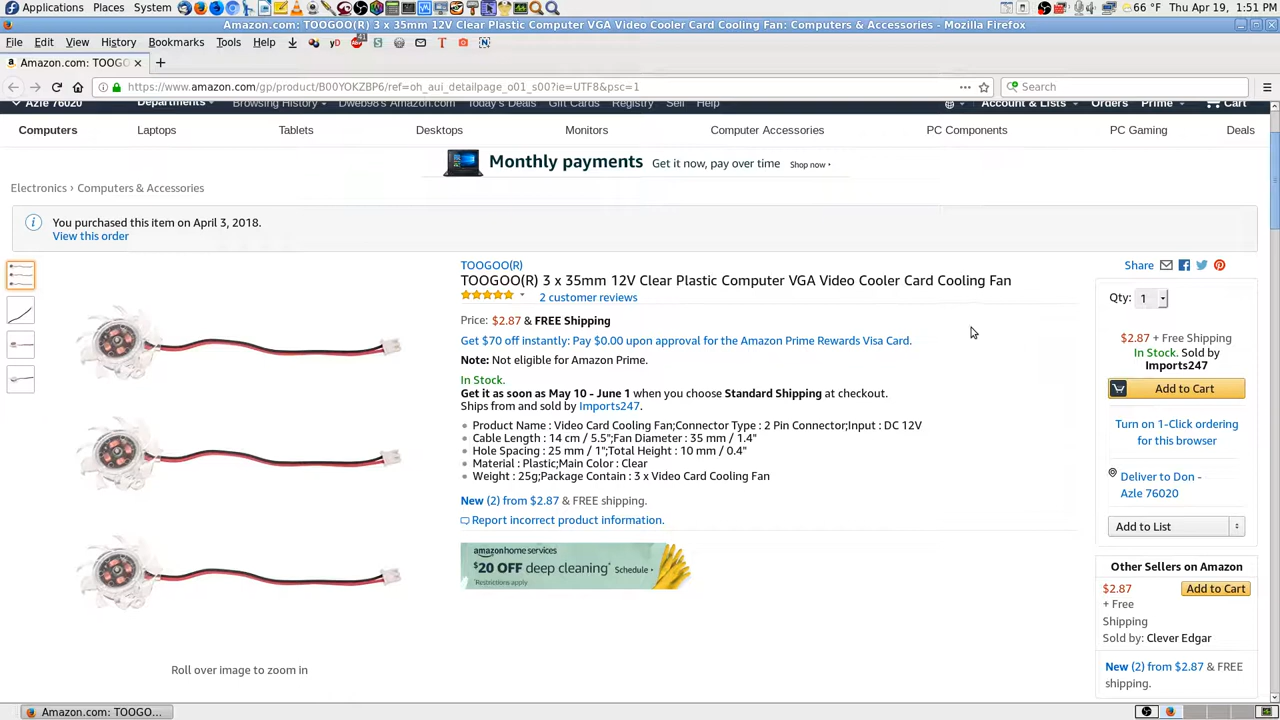 Applications Places System 66 °F Thu Apr 19, 1:51 PM
Amazon.com: TOOGOO(R) 3 x 35mm 12V Clear Plastic Computer VGA Video Cooler Card Cooling Fan: Computers & Accessories - Mozilla Firefox
File Edit View History Bookmarks Tools Help
Amazon.com: TOOGO
https://www.amazon.com/gp/product/B00YOKZBP6/ref=oh_aui_detailpage_o01_s00?ie=UTF8&psc=1 Search
Azle 76020 Departments Browsing History Dweb98's Amazon.com Today's Deals Gift Cards Registry Sell Help Account & Lists Orders Prime Cart
Computers Laptops Tablets Desktops Monitors Computer Accessories PC Components PC Gaming Deals
Monthly payments Get it now, pay over time Shop now ›
Electronics › Computers & Accessories
You purchased this item on April 3, 2018.
View this order
TOOGOO(R)
Share
TOOGOO(R) 3 x 35mm 12V Clear Plastic Computer VGA Video Cooler Card Cooling Fan
2 customer reviews
Qty: 1
Price: $2.87 & FREE Shipping
Get $70 off instantly: Pay $0.00 upon approval for the Amazon Prime Rewards Visa Card.
Note: Not eligible for Amazon Prime.
In Stock.
Get it as soon as May 10 - June 1 when you choose Standard Shipping at checkout.
Ships from and sold by Imports247.
Product Name : Video Card Cooling Fan;Connector Type : 2 Pin Connector;Input : DC 12V
Cable Length : 14 cm / 5.5";Fan Diameter : 35 mm / 1.4"
Hole Spacing : 25 mm / 1";Total Height : 10 mm / 0.4"
Material : Plastic;Main Color : Clear
Weight : 25g;Package Contain : 3 x Video Card Cooling Fan
New (2) from $2.87 & FREE shipping.
Report incorrect product information.
amazonhome services
$20 OFF deep cleaning* Schedule ▸
*Restrictions apply
Roll over image to zoom in
$2.87 + Free Shipping
In Stock. Sold by
Imports247
Add to Cart
Turn on 1-Click ordering
for this browser
Deliver to Don -
Azle 76020
Add to List
Other Sellers on Amazon
$2.87 Add to Cart
+ Free
Shipping
Sold by: Clever Edgar
New (2) from $2.87 & FREE
shipping.
Amazon.com: TOOGO...